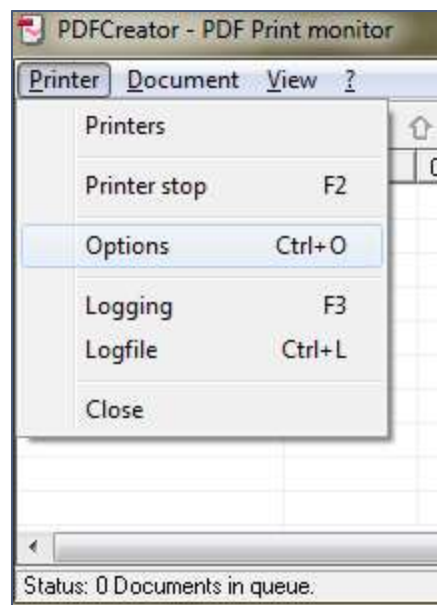 PDFCreator - PDF Print monitor
Printer Document View ?
Printers
Printer stop F2
Options Ctrl+O
Logging F3
Logfile Ctrl+L
Close
Status: 0 Documents in queue.